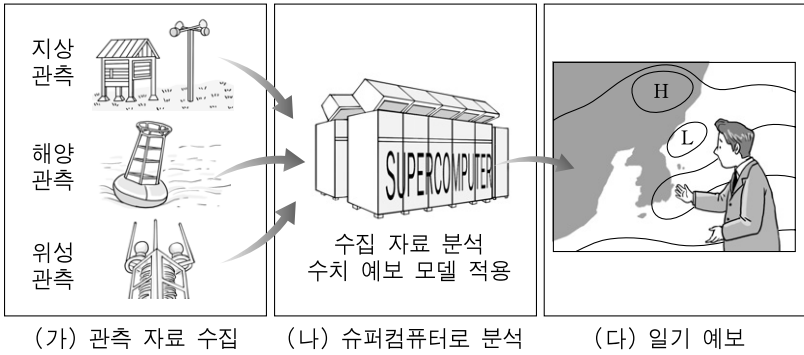 지상
관측
해양
관측
위성
관측
SUPERCOMPUTER
수집 자료 분석
수치 예보 모델 적용
H
L
(가) 관측 자료 수집
(나) 슈퍼컴퓨터로 분석
(다) 일기 예보